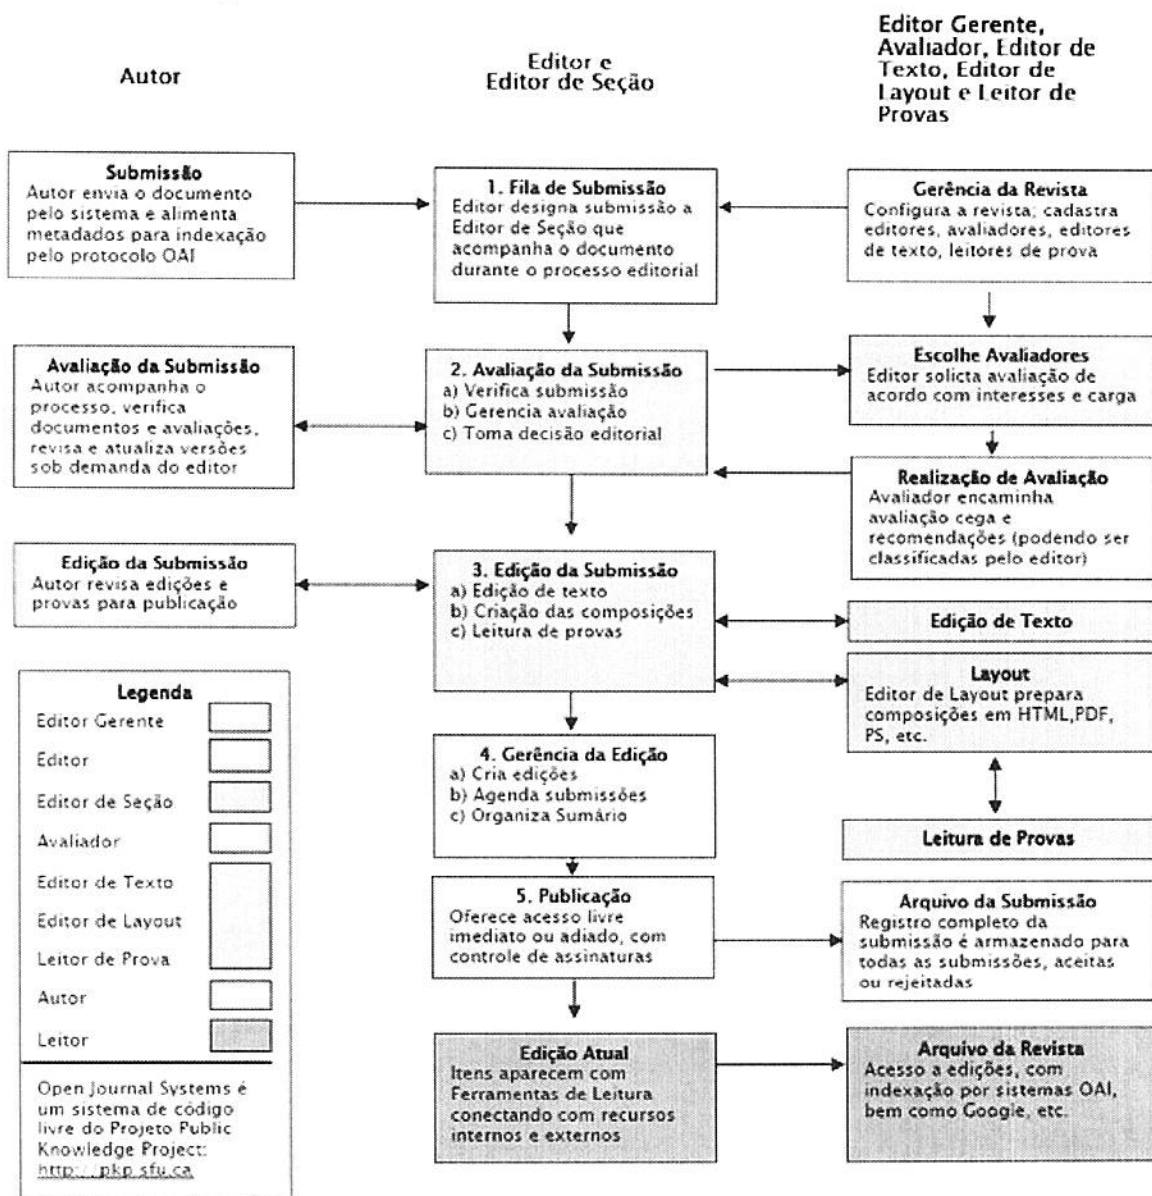 Autor
Editor e
Editor de Seção
Editor Gerente,
Avaliador, Editor de
Texto, Editor de
Layout e Leitor de
Provas
Submissão
Autor envia o documento
pelo sistema e alimenta
metadados para indexação
pelo protocolo OAI
1. Fila de Submissão
Editor designa submissão a
Editor de Seção que
acompanha o documento
durante o processo editorial
Gerência da Revista
Configura a revista; cadastra
editores, avaliadores, editores
de texto, leitores de prova
Avaliação da Submissão
Autor acompanha o
processo, verifica
documentos e avaliações,
revisa e atualiza versões
sob demanda do editor
2. Avaliação da Submissão
a) Verifica submissão
b) Gerencia avaliação
c) Toma decisão editorial
Escolhe Avaliadores
Editor solicta avaliação de
acordo com interesses e carga
Realização de Avaliação
Avaliador encaminha
avaliação cega e
recomendações (podendo ser
classificadas pelo editor)
Edição da Submissão
Autor revisa edições e
provas para publicação
3. Edição da Submissão
a) Edição de texto
b) Criação das composições
c) Leitura de provas
Edição de Texto
Layout
Editor de Layout prepara
composições em HTML,PDF,
PS, etc.
Leitura de Provas
4. Gerência da Edição
a) Cria edições
b) Agenda submissões
c) Organiza Sumário
5. Publicação
Oferece acesso livre
imediato ou adiado, com
controle de assinaturas
Arquivo da Submissão
Registro completo da
submissão é armazenado para
todas as submissões, aceitas
ou rejeitadas
Edição Atual
Itens aparecem com
Ferramentas de Leitura
conectando com recursos
internos e externos
Arquivo da Revista
Acesso a edições, com
indexação por sistemas OAI,
bem como Google, etc.
Legenda
Editor Gerente
Editor
Editor de Seção
Avaliador
Editor de Texto
Editor de Layout
Leitor de Prova
Autor
Leitor
Open Journal Systems é
um sistema de código
livre do Projeto Public
Knowledge Project:
http://pkp.sfu.ca